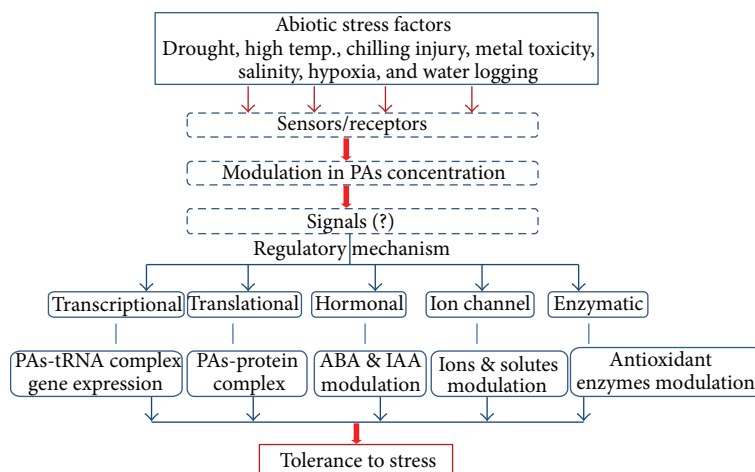 Abiotic stress factors
Drought, high temp., chilling injury, metal toxicity,
salinity, hypoxia, and water logging
Sensors/receptors
Modulation in PAs concentration
Signals (?)
Regulatory mechanism
Transcriptional Translational Hormonal Ion channel Enzymatic
PAs-tRNA complex
gene expression
PAs-protein
complex
ABA & IAA
modulation
Ions & solutes
modulation
Antioxidant
enzymes modulation
Tolerance to stress